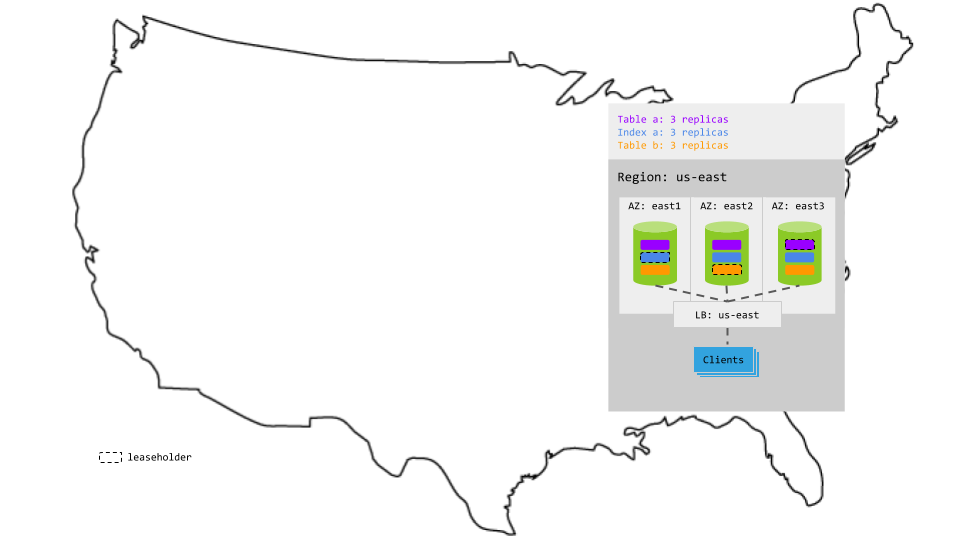 Table a: 3 replicas
Index a: 3 replicas
Table b: 3 replicas
Region: us-east
AZ: east1
AZ: east2
AZ: east3
LB: us-east
Clients
leaseholder